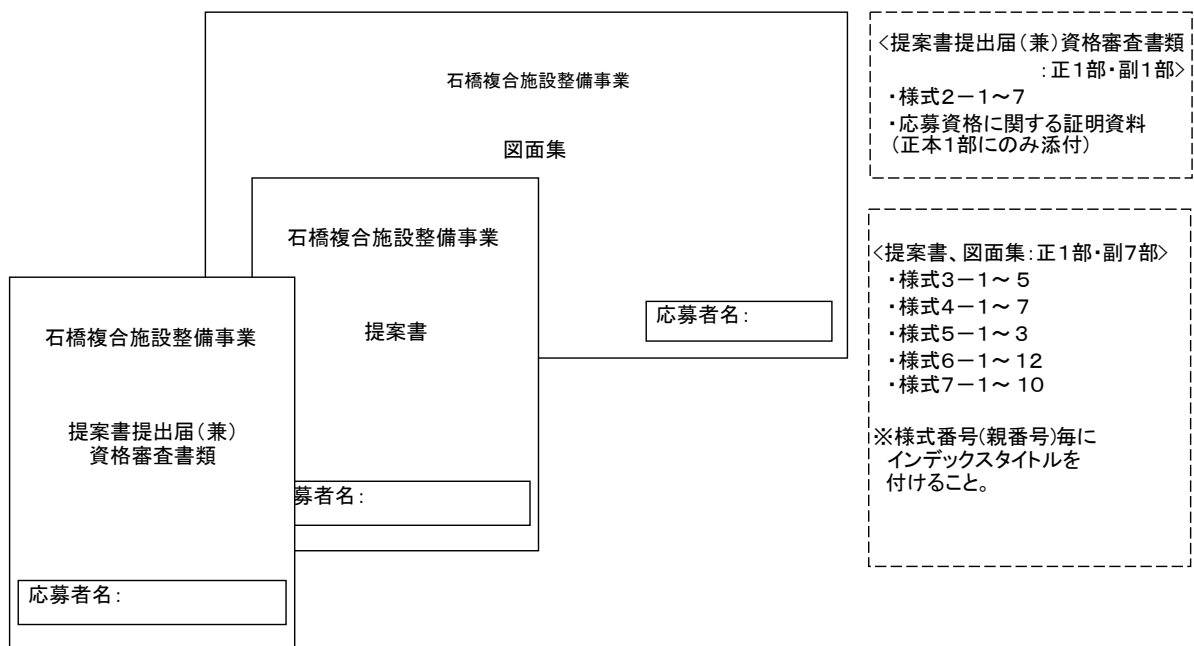 石橋複合施設整備事業
図面集
応募者名:
石橋複合施設整備事業
提案書
募者名:
石橋複合施設整備事業
提案書提出届(兼)
資格審査書類
応募者名:
<提案書提出届(兼)資格審査書類
:正1部・副1部>
・様式2-1~7
・応募資格に関する証明資料
(正本1部にのみ添付)
<提案書、図面集:正1部・副7部>
・様式3-1~5
・様式4-1~7
・様式5-1~3
・様式6-1~12
・様式7-1~10
※様式番号(親番号)毎に
インデックスタイトルを
付けること。